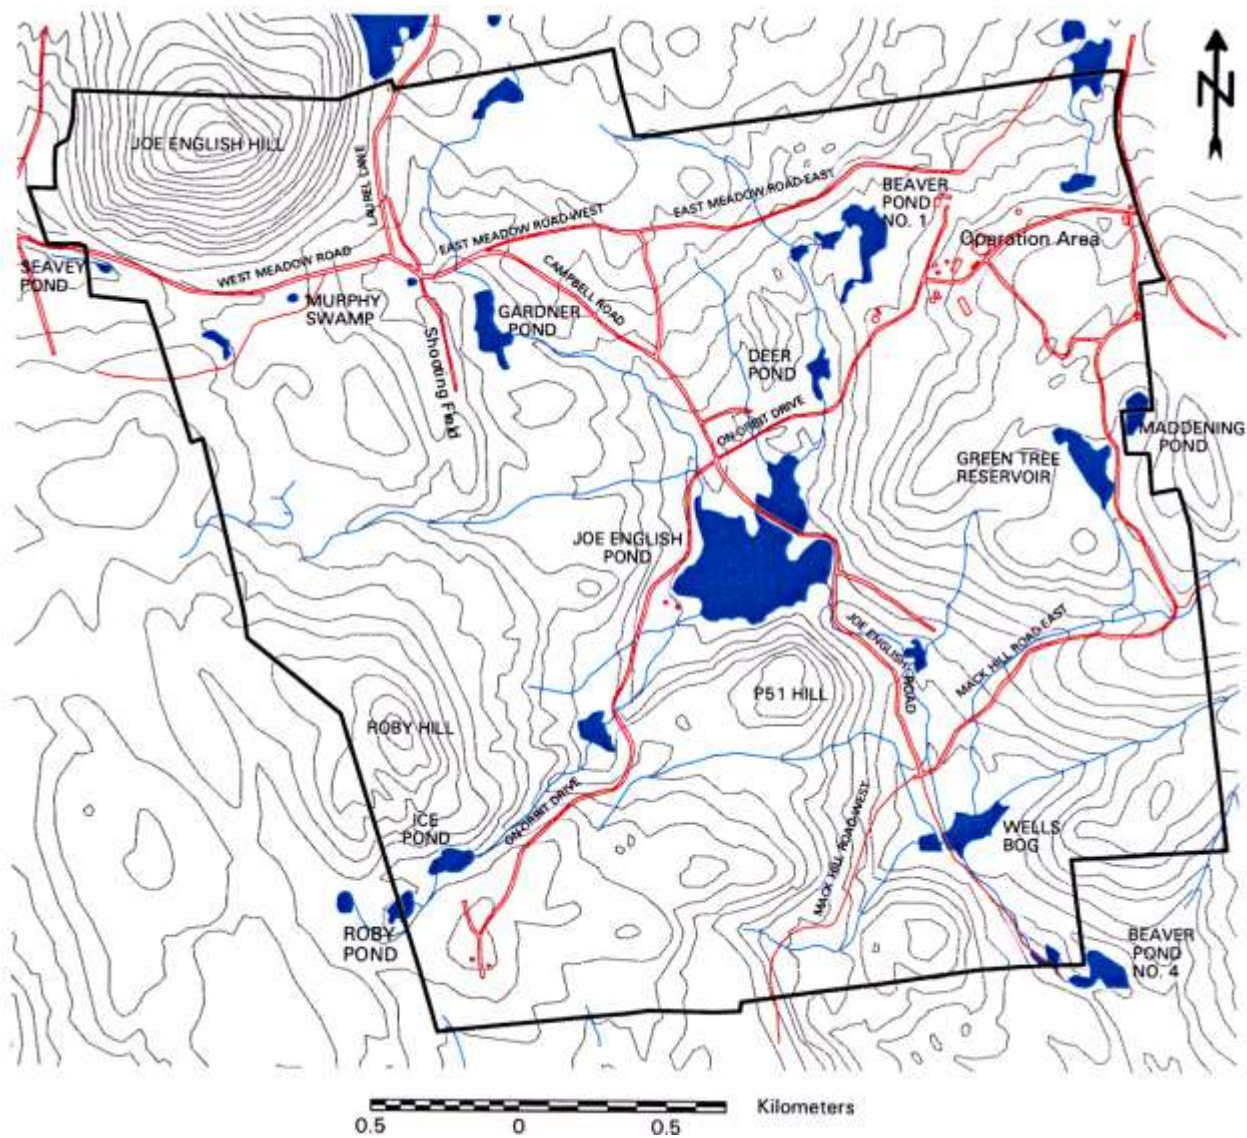 N
JOE ENGLISH HILL
LAUREL LANE
EAST MEADOW ROAD-WEST
EAST MEADOW ROAD-EAST
BEAVER
POND
NO. 1
Operation Area
SEAVEY
POND
WEST MEADOW ROAD
MURPHY
SWAMP
CAMPBELL ROAD
GARDNER
POND
Shooting Field
DEER
POND
ON-ORBIT DRIVE
MADDENING
POND
GREEN TREE
RESERVOIR
JOE ENGLISH
POND
JOE ENGLISH ROAD
MACK HILL ROAD-EAST
P51 HILL
ROBY HILL
ICE
POND
ON-ORBIT DRIVE
MACK HILL ROAD-WEST
WELLS
BOG
ROBY
POND
BEAVER
POND
NO. 4
Kilometers
0.5 0 0.5